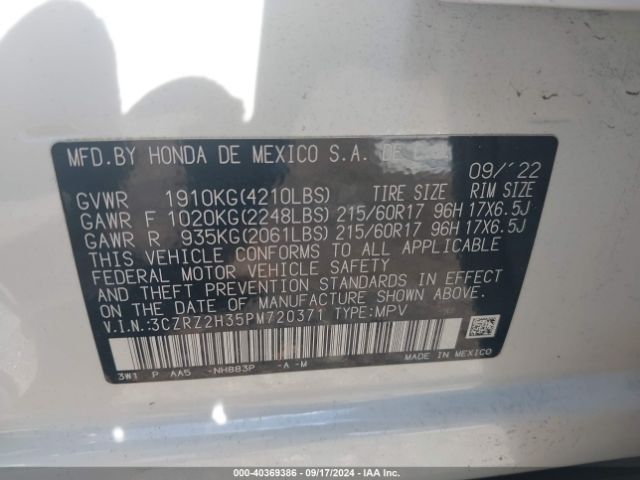 MFD.BY HONDA DE MEXICO S.A. DE C.V.
09/'22
GVWR 1910KG(4210LBS) TIRE SIZE RIM SIZE
GAWR F 1020KG(2248LBS) 215/60R17 96H 17X6.5J
GAWR R 935KG(2061LBS) 215/60R17 96H 17X6.5J
THIS VEHICLE CONFORMS TO ALL APPLICABLE
FEDERAL MOTOR VEHICLE SAFETY
AND THEFT PREVENTION STANDARDS IN EFFECT
ON THE DATE OF MANUFACTURE SHOWN ABOVE.
V.I.N.:3CZRZ2H35PM720371 TYPE:MPV
3W1 P AA5 -NH883P -A -M
MADE IN MEXICO
000-40369386 - 09/17/2024 - IAA Inc.